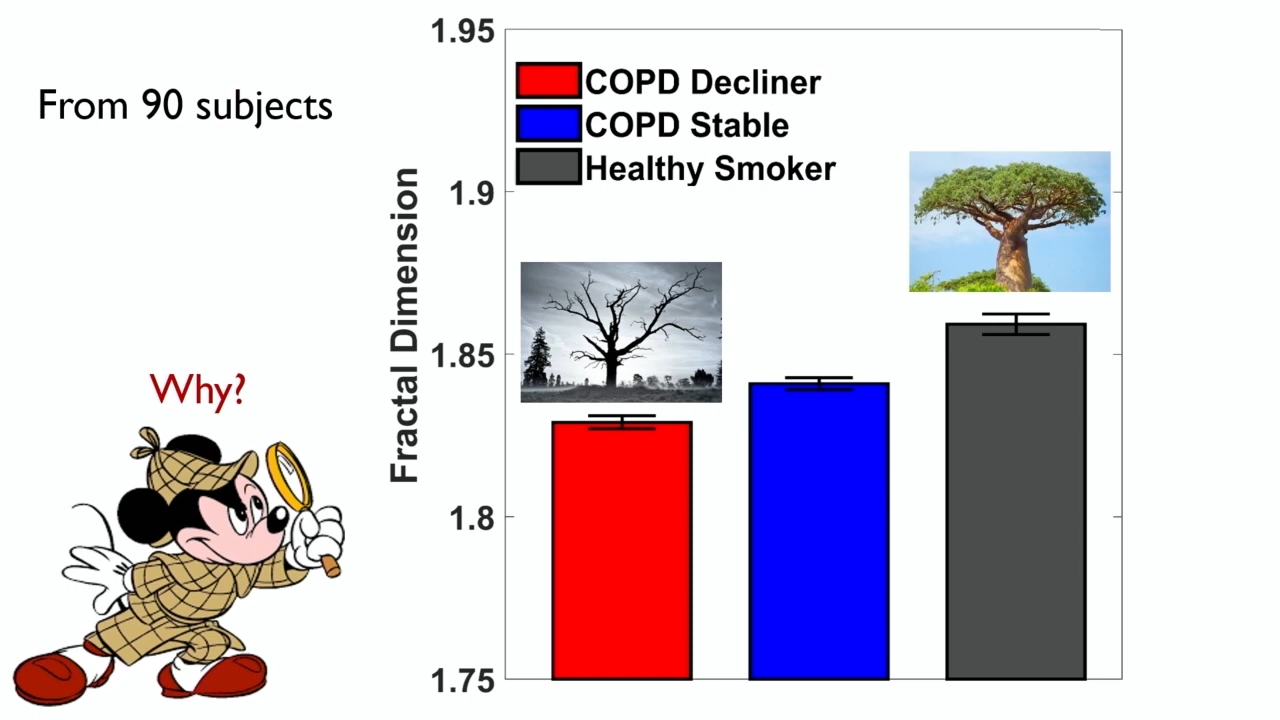 From 90 subjects
Why?
Fractal Dimension
1.95
1.9
1.85
1.8
1.75
COPD Decliner
COPD Stable
Healthy Smoker